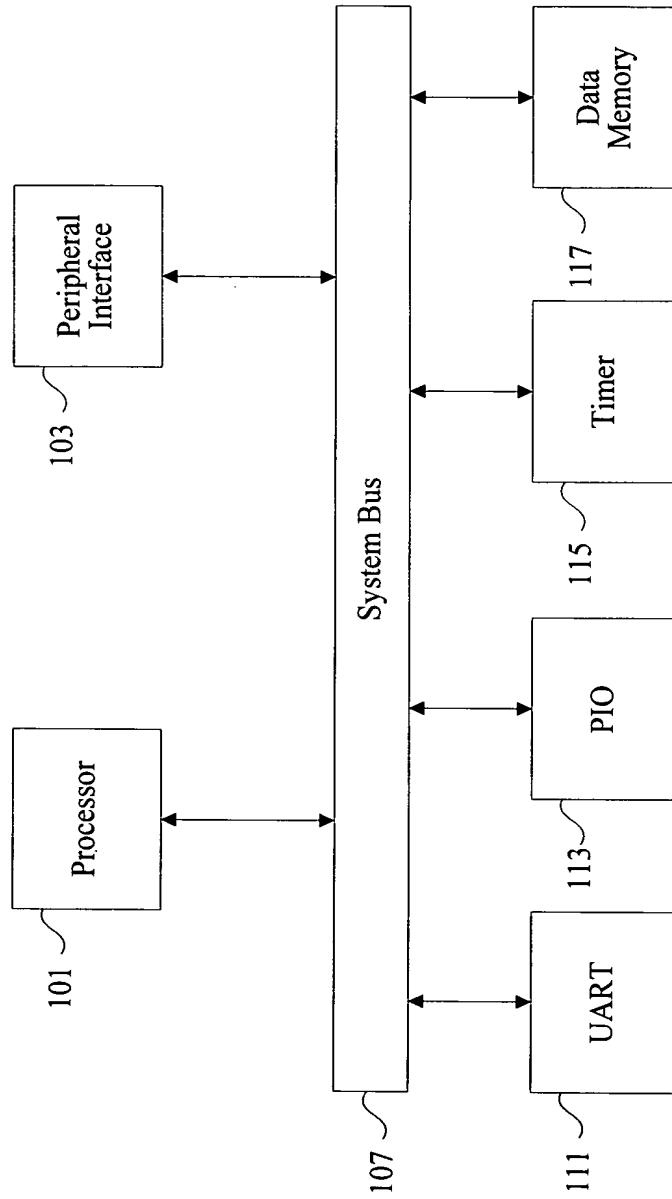 Processor
101
Peripheral
Interface
103
System Bus
107
UART
111
PIO
113
Timer
115
Data
Memory
117